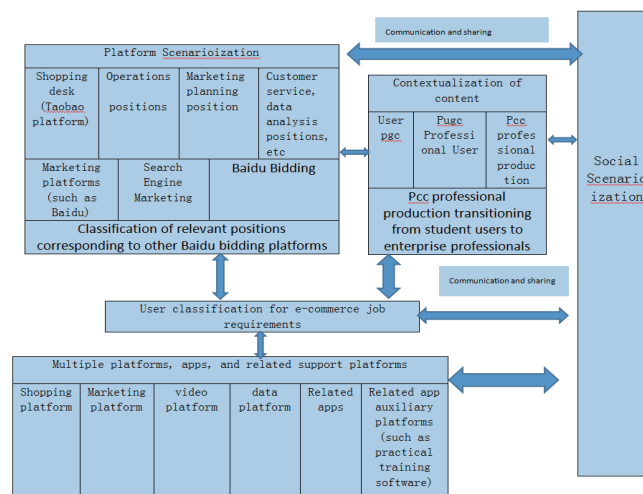 Communication and sharing
Platform Scenarioization
Shopping
desk
(Taobao
platform)
Operations
positions
Marketing
planning
position
Customer
service,
data
analysis
positions,
etc
Marketing
platforms
(such as
Baidu)
Search
Engine
Marketing
Baidu Bidding
Classification of relevant positions
corresponding to other Baidu bidding platforms
Contextualization of
content
User
pgc
Pugc
Profess
ional User
Pcc
profes
sional
produc
tion
Pcc professional
production transitioning
from student users to
enterprise professionals
Social
Scenario
ization
Communication and sharing
User classification for e-commerce job
requirements
Multiple platforms, apps, and related support platforms
Shopping
platform
Marketing
platform
video
platform
data
platform
Related
apps
Related app
auxiliary
platforms
(such as
practical
training
software)